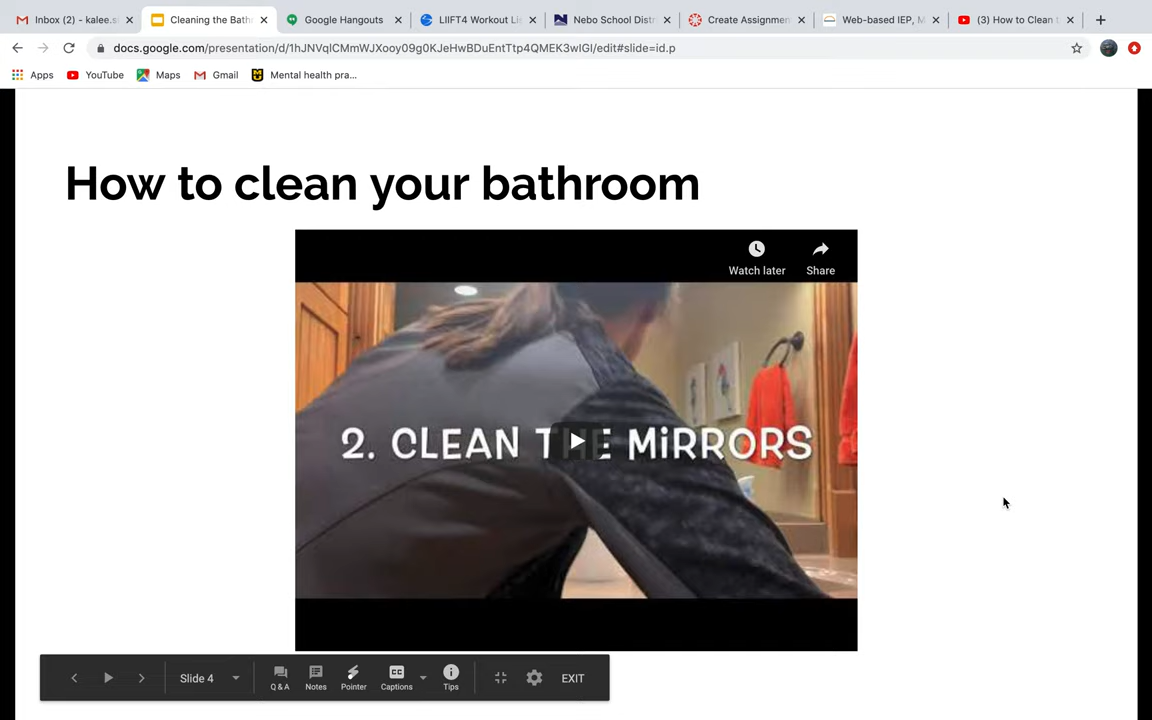 Inbox (2) - kalee.s
Cleaning the Bath
Google Hangouts
LIIFT4 Workout Li
Nebo School Distr
Create Assignmen
Web-based IEP, M
(3) How to Clean t
docs.google.com/presentation/d/1hJNVqlCMmWJXooy09g0KJeHwBDuEntTtp4QMEK3wIGI/edit#slide=id.p
Apps
YouTube
Maps
Gmail
Mental health pra...
How to clean your bathroom
Watch later
Share
2. CLEAN THE MiRRORS
Slide 4
Q & A
Notes
Pointer
Captions
Tips
EXIT